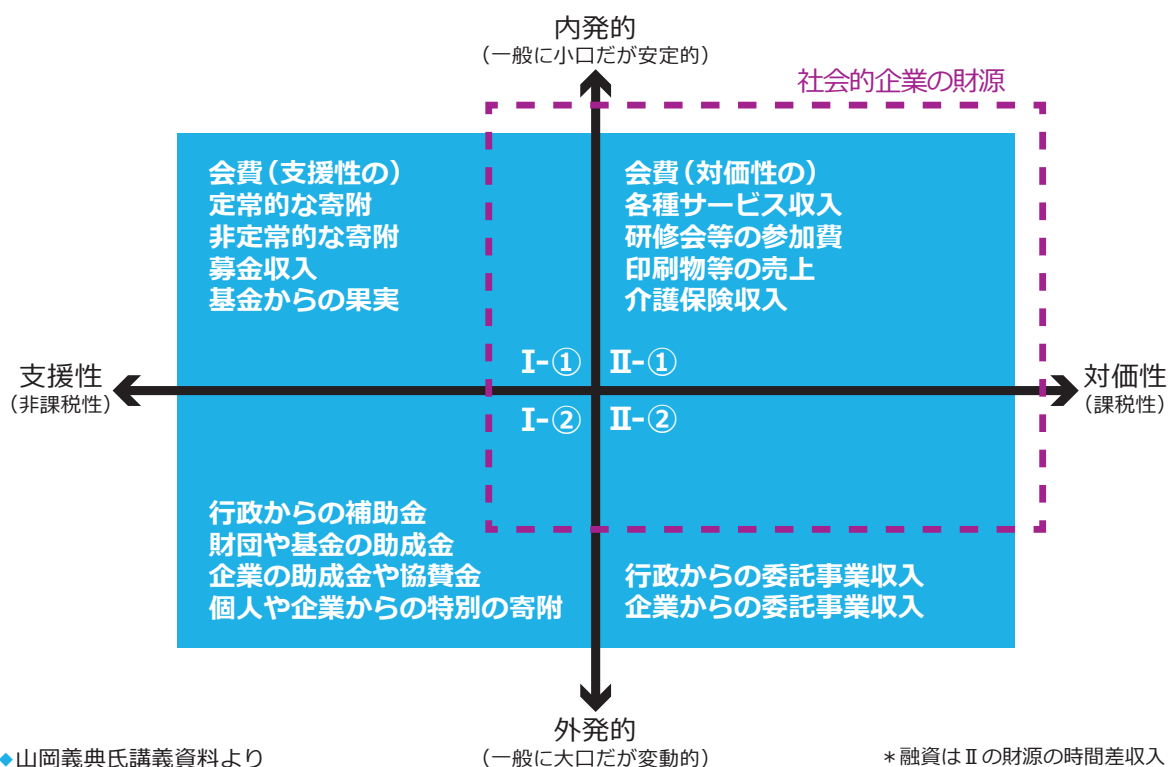 内発的
（一般に小口だが安定的）
社会的企業の財源
会費（支援性の）
定常的な寄附
非定常的な寄附
募金収入
基金からの果実
会費（対価性の）
各種サービス収入
研修会等の参加費
印刷物等の売上
介護保険収入
Ⅰ-①
Ⅱ-①
支援性
（非課税性）
対価性
（課税性）
Ⅰ-②
Ⅱ-②
行政からの補助金
財団や基金の助成金
企業の助成金や協賛金
個人や企業からの特別の寄附
行政からの委託事業収入
企業からの委託事業収入
外発的
（一般に大口だが変動的）
◆山岡義典氏講義資料より
＊融資はⅡの財源の時間差収入